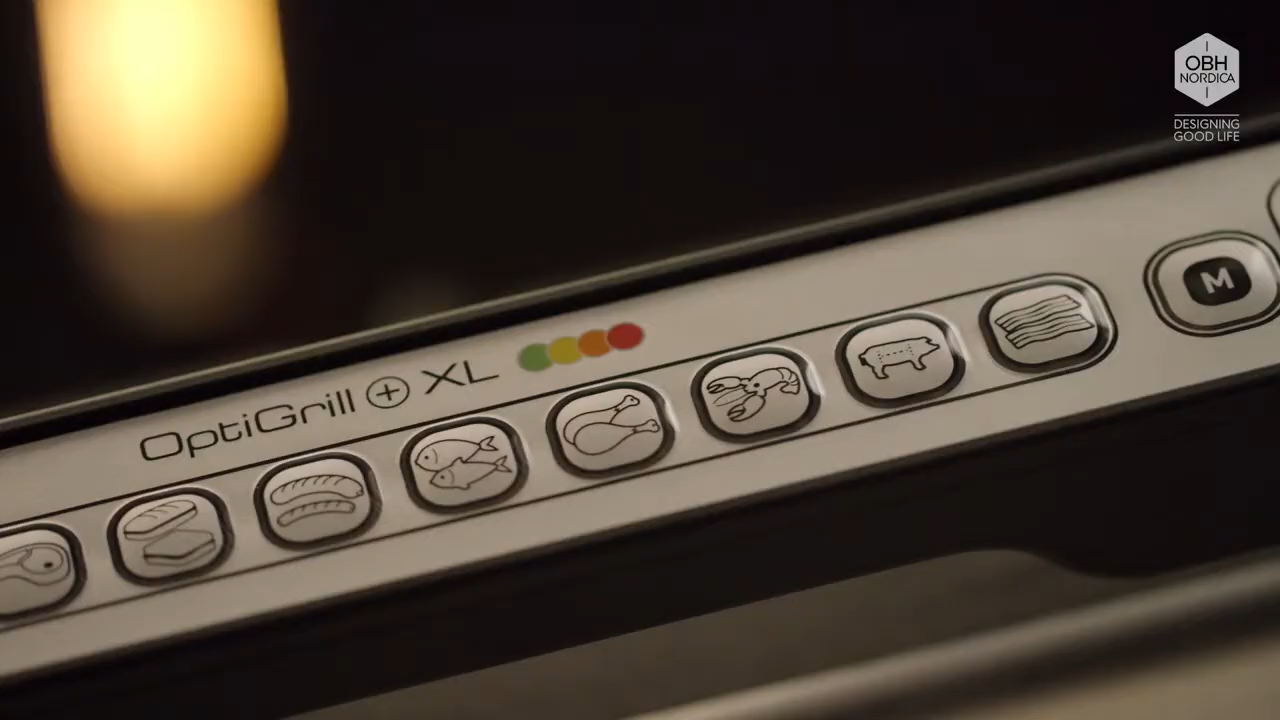 OBH
NORDICA
DESIGNING
GOOD LIFE
OptiGrill + XL
M